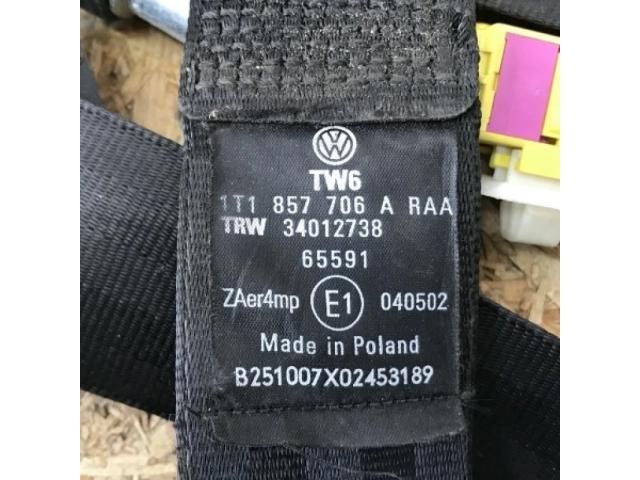 TW6
1T1 857 706 A RAA
TRW 34012738
65591
ZAer4mp E1 040502
Made in Poland
B251007X02453189